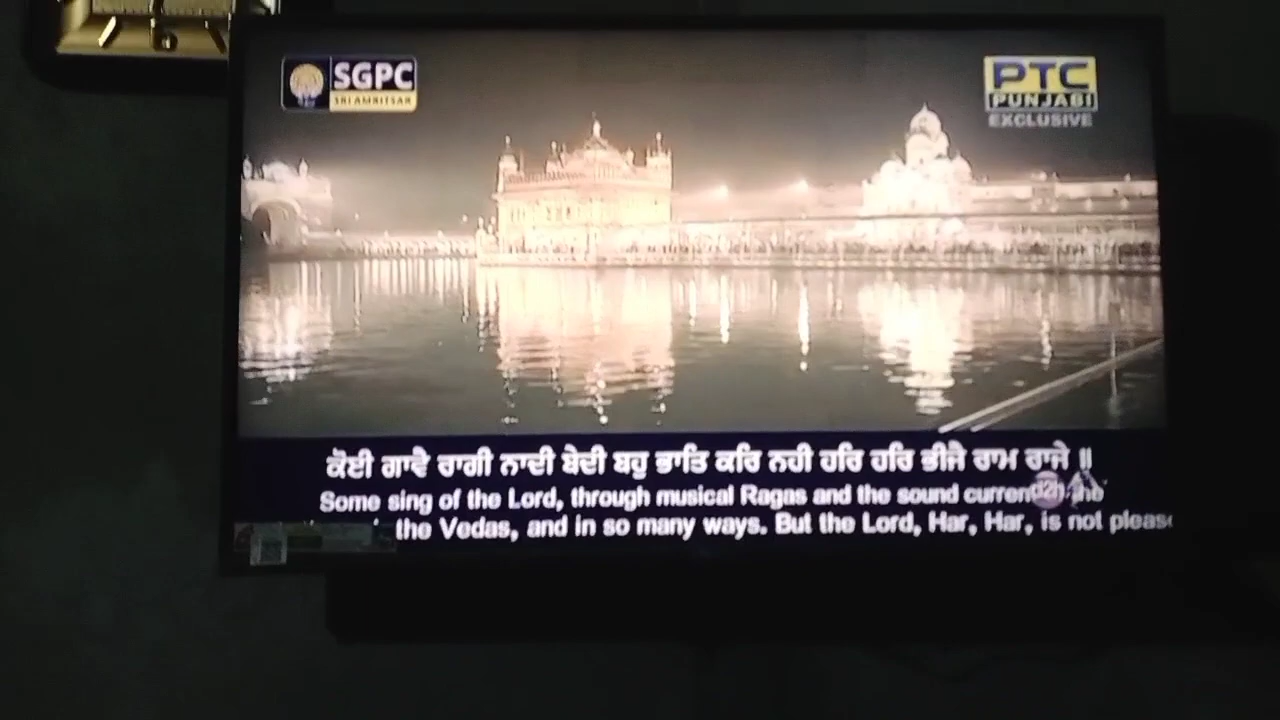 SGPC
SRI AMRITSAR
PTC
PUNJABI
EXCLUSIVE
ਕੋਈ ਗਾਵੈ ਰਾਗੀ ਨਾਦੀ ਬੇਦੀ ਬਹੁ ਭਾਤਿ ਕਰਿ ਨਹੀ ਹਰਿ ਹਰਿ ਭੀਜੈ ਰਾਮ ਰਾਜੇ ॥
Some sing of the Lord, through musical Ragas and the sound current
the Vedas, and in so many ways. But the Lord, Har, Har, is not pleas